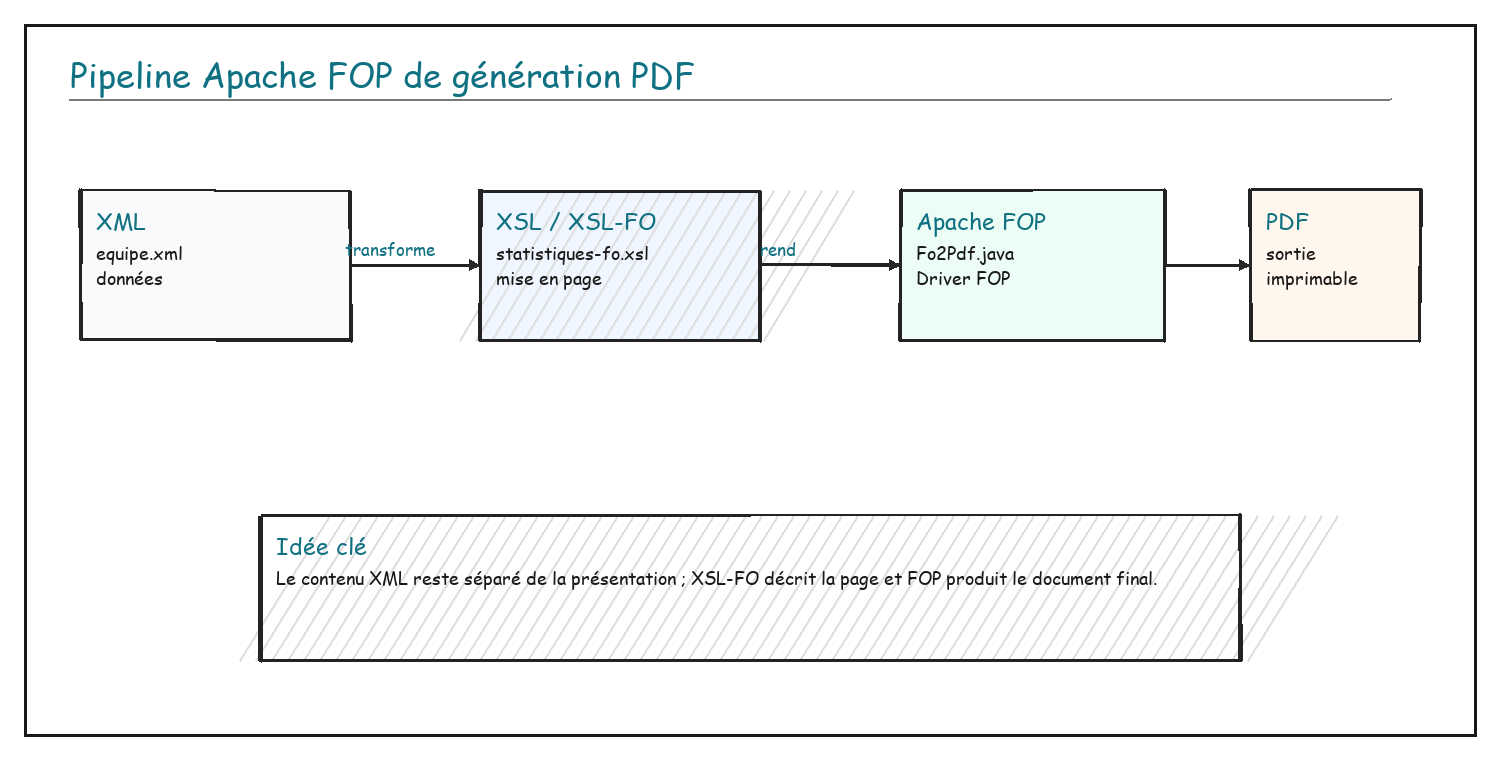 Pipeline Apache FOP de génération PDF
XML
equipe.xml
données
transforme
XSL / XSL-FO
statistiques-fo.xsl
mise en page
rend
Apache FOP
Fo2Pdf.java
Driver FOP
PDF
sortie
imprimable
Idée clé
Le contenu XML reste séparé de la présentation ; XSL-FO décrit la page et FOP produit le document final.